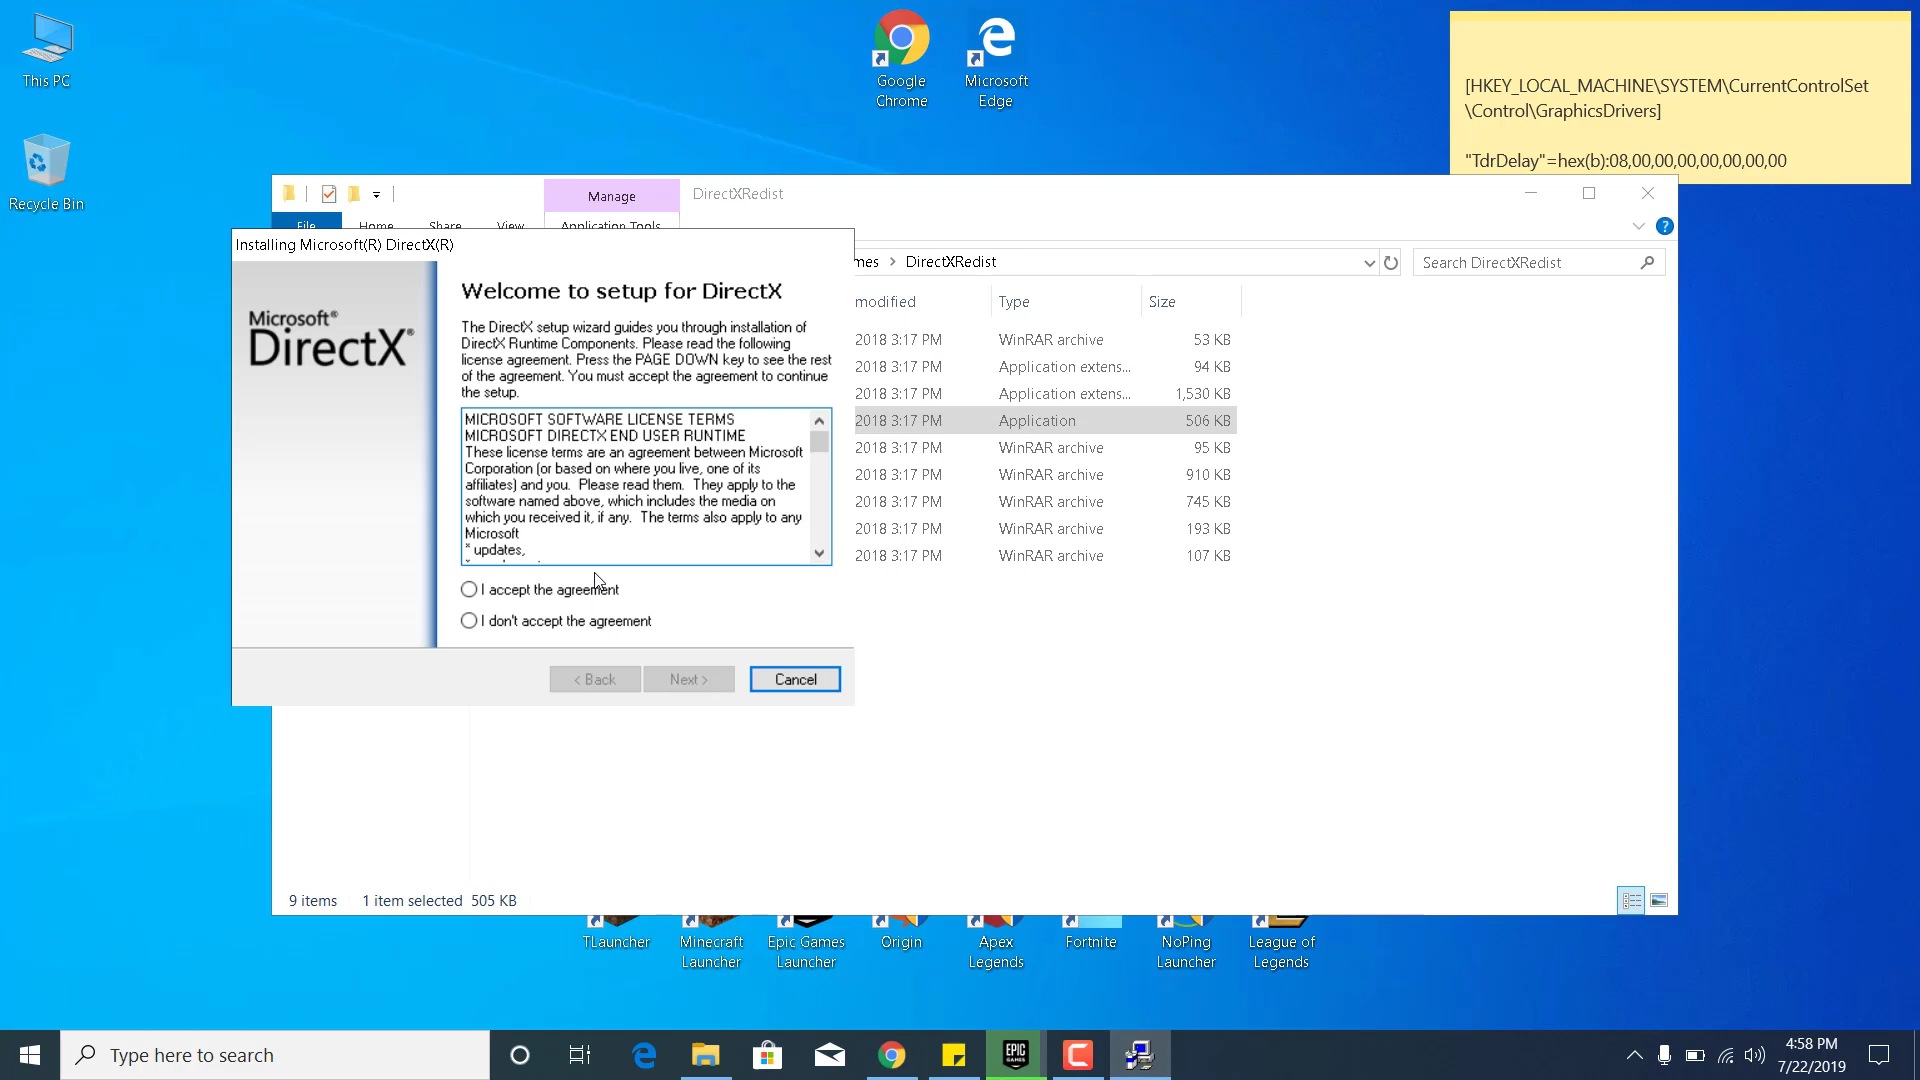 This PC
Recycle Bin
Google
Chrome
Microsoft
Edge
[HKEY_LOCAL_MACHINE\SYSTEM\CurrentControlSet
\Control\GraphicsDrivers]
"TdrDelay"=hex(b):08,00,00,00,00,00,00,00
Manage
DirectXRedist
File
Home
Share
View
Application Tools
Installing Microsoft(R) DirectX(R)
Microsoft®
DirectX®
Welcome to setup for DirectX
The DirectX setup wizard guides you through installation of
DirectX Runtime Components. Please read the following
license agreement. Press the PAGE DOWN key to see the rest
of the agreement. You must accept the agreement to continue
the setup.
MICROSOFT SOFTWARE LICENSE TERMS
MICROSOFT DIRECTX END USER RUNTIME
These license terms are an agreement between Microsoft
Corporation (or based on where you live, one of its
affiliates) and you. Please read them. They apply to the
software named above, which includes the media on
which you received it, if any. The terms also apply to any
Microsoft
* updates,
I accept the agreement
I don't accept the agreement
< Back
Next >
Cancel
mes > DirectXRedist
Search DirectXRedist
modified
Type
Size
2018 3:17 PM WinRAR archive 53 KB
2018 3:17 PM Application extens... 94 KB
2018 3:17 PM Application extens... 1,530 KB
2018 3:17 PM Application 506 KB
2018 3:17 PM WinRAR archive 95 KB
2018 3:17 PM WinRAR archive 910 KB
2018 3:17 PM WinRAR archive 745 KB
2018 3:17 PM WinRAR archive 193 KB
2018 3:17 PM WinRAR archive 107 KB
9 items
1 item selected 505 KB
TLauncher
Minecraft
Launcher
Epic Games
Launcher
Origin
Apex
Legends
Fortnite
NoPing
Launcher
League of
Legends
Type here to search
EPIC
GAMES
4:58 PM
7/22/2019